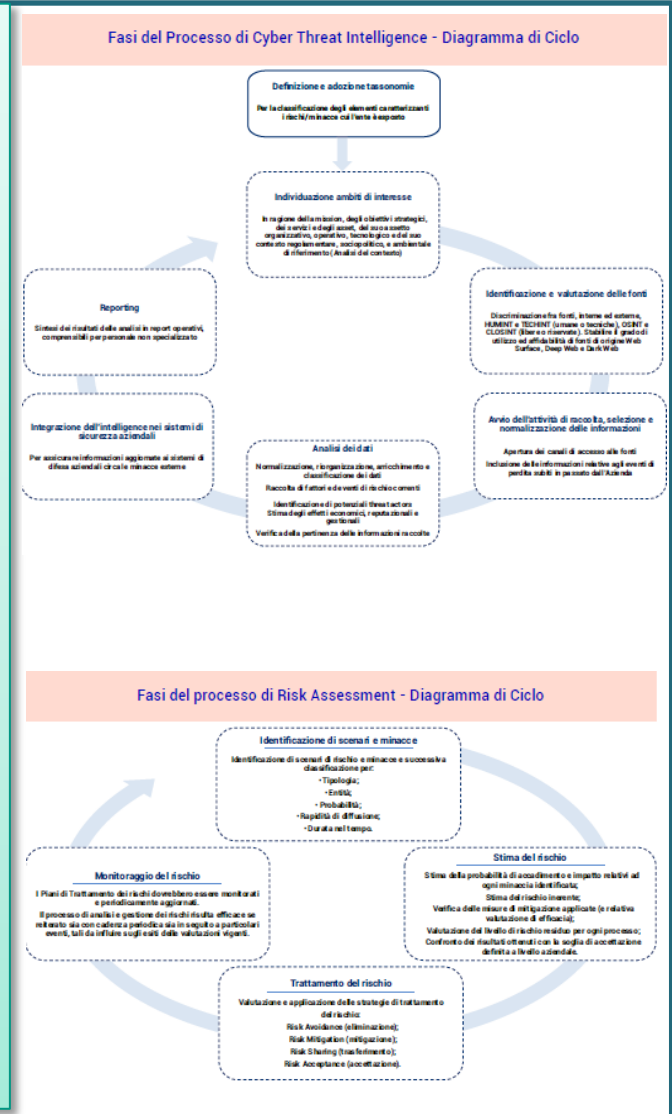 Fasi del Processo di Cyber Threat Intelligence - Diagramma di Ciclo
Definizione e adozione tassonomie
Per la classificazione degli elementi caratterizzanti
i rischi/minacce cui l'ente è esposto
Individuazione ambiti di interesse
In ragione della mission, degli obiettivi strategici,
dei servizi e degli asset, del suo assetto
organizzativo, operativo, tecnologico e del suo
contesto regolamentare, sociopolitico, e ambientale
di riferimento (Analisi del contesto)
Identificazione e valutazione delle fonti
Discriminazione fra fonti, interne ed esterne,
HUMINT e TECHINT (umane o tecniche), OSINT e
CLOSINT (libere o riservate). Stabilire il grado di
utilizzo ed affidabilità di fonti di origine Web
Surface, Deep Web e Dark Web
Avvio dell'attività di raccolta, selezione e
normalizzazione delle informazioni
Apertura dei canali di accesso alle fonti
Inclusione delle informazioni relative agli eventi di
perdita subiti in passato dall'Azienda
Analisi dei dati
Normalizzazione, riorganizzazione, arricchimento e
classificazione dei dati
Raccolta di fattori ed eventi di rischio correnti
Identificazione di potenziali threat actors
Stima degli effetti economici, reputazionali e
gestionali
Verifica della pertinenza delle informazioni raccolte
Integrazione dell'intelligence nei sistemi di
sicurezza aziendali
Per assicurare informazioni aggiornate ai sistemi di
difesa aziendali circa le minacce esterne
Reporting
Sintesi dei risultati delle analisi in report operativi,
comprensibili per personale non specializzato
Fasi del processo di Risk Assessment - Diagramma di Ciclo
Identificazione di scenari e minacce
Identificazione di scenari di rischio e minacce e successiva
classificazione per:
• Tipologia;
• Entità;
• Probabilità;
• Rapidità di diffusione;
• Durata nel tempo.
Stima del rischio
Stima della probabilità di accadimento e impatto relativi ad
ogni minaccia identificata;
Stima del rischio inerente;
Verifica delle misure di mitigazione applicate (e relativa
valutazione di efficacia);
Valutazione del livello di rischio residuo per ogni processo;
Confronto dei risultati ottenuti con la soglia di accettazione
definita a livello aziendale.
Trattamento del rischio
Valutazione e applicazione delle strategie di trattamento
del rischio:
Risk Avoidance (eliminazione);
Risk Mitigation (mitigazione);
Risk Sharing (trasferimento);
Risk Acceptance (accettazione).
Monitoraggio del rischio
I Piani di Trattamento dei rischi dovrebbero essere monitorati
e periodicamente aggiornati.
Il processo di analisi e gestione dei rischi risulta efficace se
reiterato sia con cadenza periodica sia in seguito a particolari
eventi, tali da influire sugli esiti delle valutazioni vigenti.